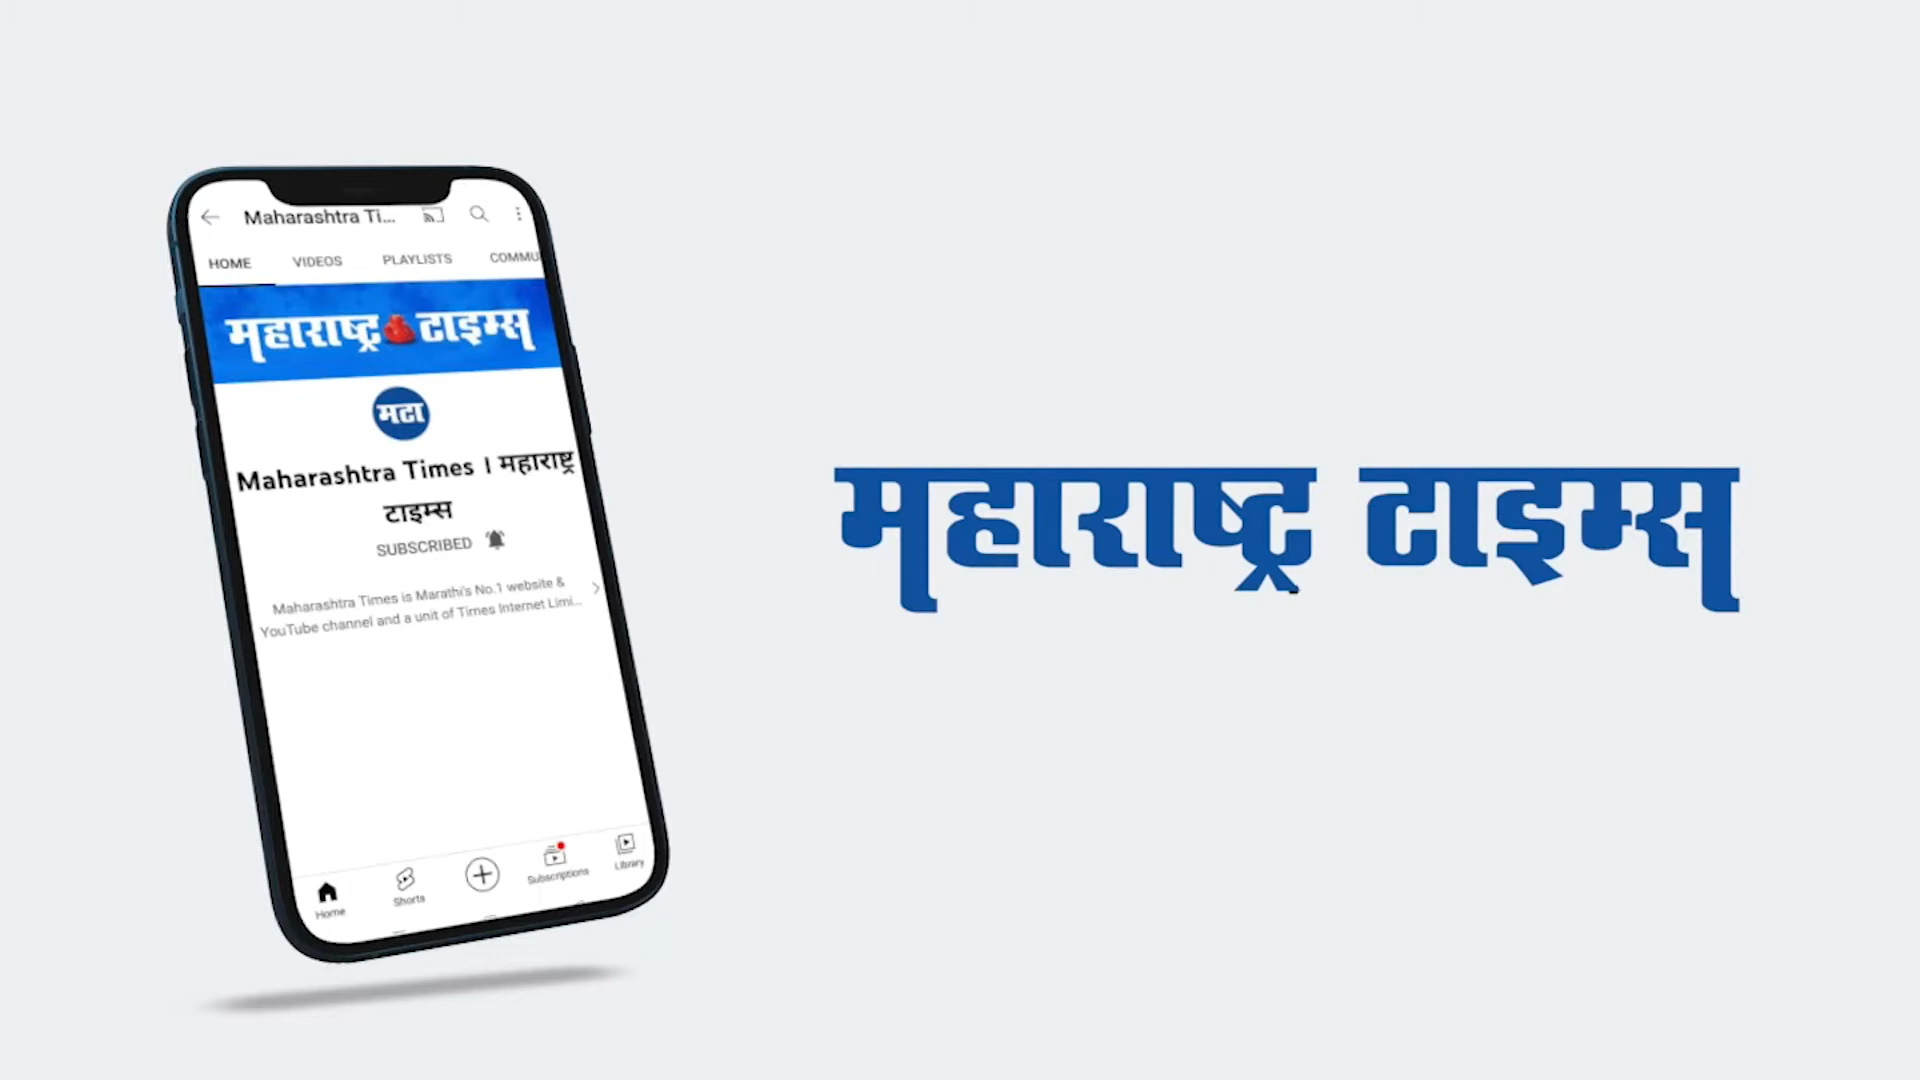 Maharashtra Ti...
HOME VIDEOS PLAYLISTS COMMU
महाराष्ट्र टाइम्स
मटा
Maharashtra Times । महाराष्ट्र
टाइम्स
SUBSCRIBED
Maharashtra Times is Marathi's No.1 website &
YouTube channel and a unit of Times Internet Limi...
Home Shorts Subscriptions Library
महाराष्ट्र टाइम्स